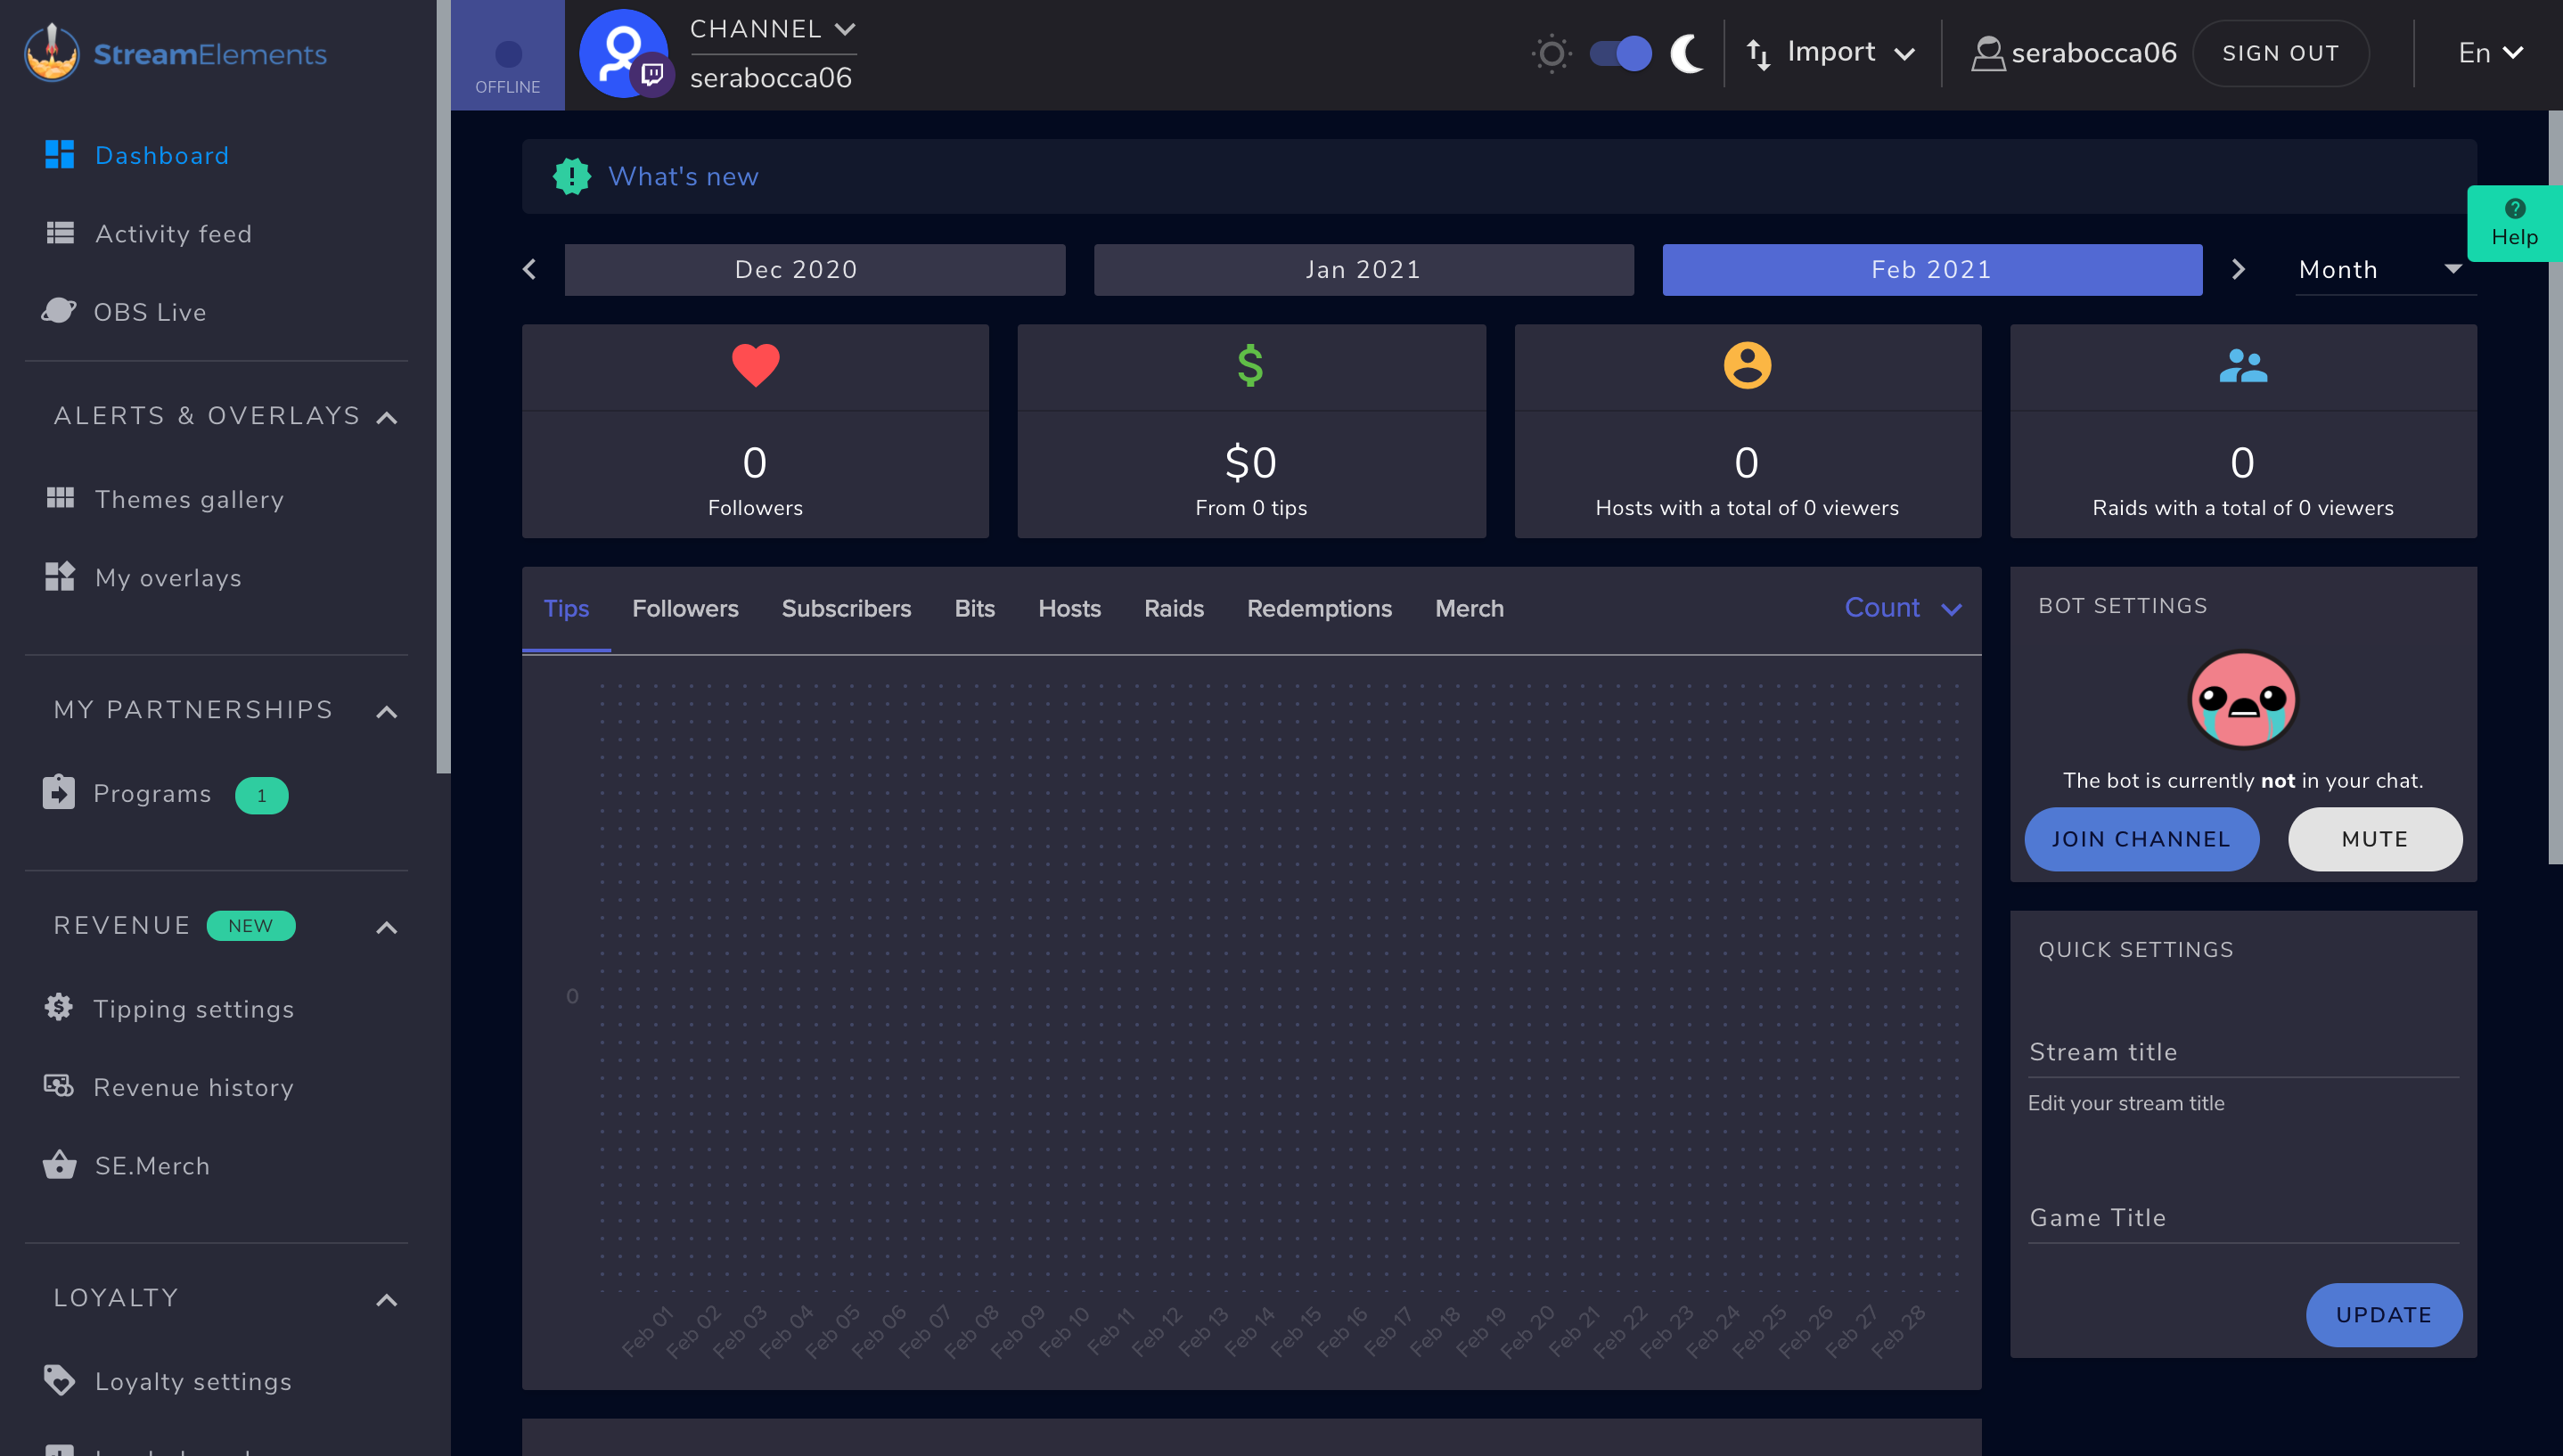 StreamElements
Dashboard
Activity feed
OBS Live
ALERTS & OVERLAYS
Themes gallery
My overlays
MY PARTNERSHIPS
Programs 1
REVENUE NEW
Tipping settings
Revenue history
SE.Merch
LOYALTY
Loyalty settings
OFFLINE
CHANNEL
serabocca06
Import
serabocca06
SIGN OUT
En
What's new
Help
Dec 2020
Jan 2021
Feb 2021
Month
0
Followers
$0
From 0 tips
0
Hosts with a total of 0 viewers
0
Raids with a total of 0 viewers
Tips Followers Subscribers Bits Hosts Raids Redemptions Merch Count
0
Feb 01 Feb 02 Feb 03 Feb 04 Feb 05 Feb 06 Feb 07 Feb 08 Feb 09 Feb 10 Feb 11 Feb 12 Feb 13 Feb 14 Feb 15 Feb 16 Feb 17 Feb 18 Feb 19 Feb 20 Feb 21 Feb 22 Feb 23 Feb 24 Feb 25 Feb 26 Feb 27 Feb 28
BOT SETTINGS
The bot is currently not in your chat.
JOIN CHANNEL
MUTE
QUICK SETTINGS
Stream title
Edit your stream title
Game Title
UPDATE